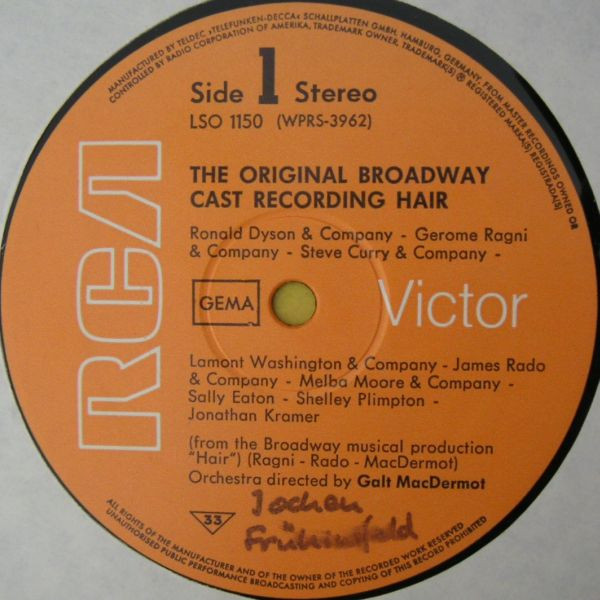 MANUFACTURED BY TELDEC »TELEFUNKEN-DECCA« SCHALLPLATTEN GMBH, HAMBURG, GERMANY, FROM MASTER RECORDINGS OWNED OR
CONTROLLED BY RADIO CORPORATION OF AMERICA, TRADEMARK OWNER, TRADEMARK(S) ® REGISTERED MARKA(S) REGISTRADA(S)
Side 1 Stereo
LSO 1150 (WPRS-3962)
RCA
THE ORIGINAL BROADWAY
CAST RECORDING HAIR
Ronald Dyson & Company - Gerome Ragni
& Company - Steve Curry & Company -
GEMA Victor
Lamont Washington & Company - James Rado
& Company - Melba Moore & Company -
Sally Eaton - Shelley Plimpton -
Jonathan Kramer
(from the Broadway musical production
"Hair") (Ragni - Rado - MacDermot)
Orchestra directed by Galt MacDermot
33
Jochen
ALL RIGHTS OF THE MANUFACTURER AND OF THE OWNER OF THE RECORDED WORK RESERVED
UNAUTHORISED PUBLIC PERFORMANCE BROADCASTING AND COPYING OF THIS RECORD PROHIBITED